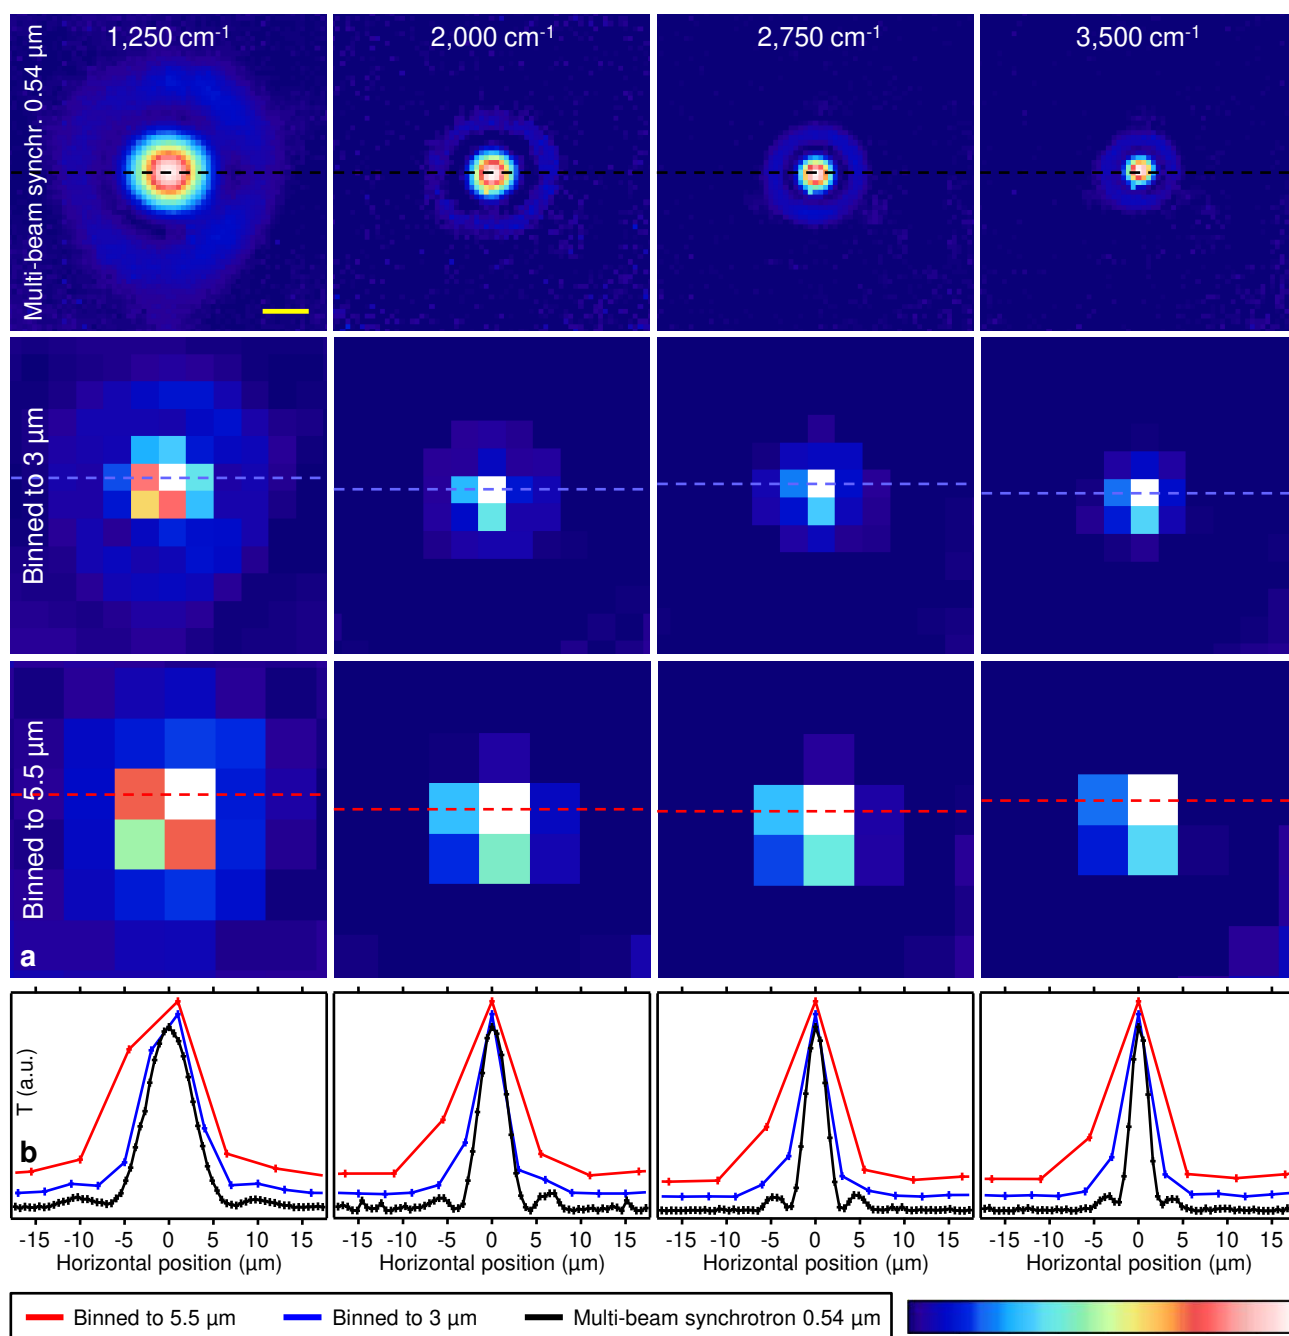 1,250 cm-1
2,000 cm-1
2,750 cm-1
3,500 cm-1
Multi-beam synchr. 0.54 µm
Binned to 3 µm
Binned to 5.5 µm
a
T (a.u.)
b
-15 -10 -5 0 5 10 15
-15 -10 -5 0 5 10 15
-15 -10 -5 0 5 10 15
-15 -10 -5 0 5 10 15
Horizontal position (µm)
Horizontal position (µm)
Horizontal position (µm)
Horizontal position (µm)
Binned to 5.5 µm
Binned to 3 µm
Multi-beam synchrotron 0.54 µm